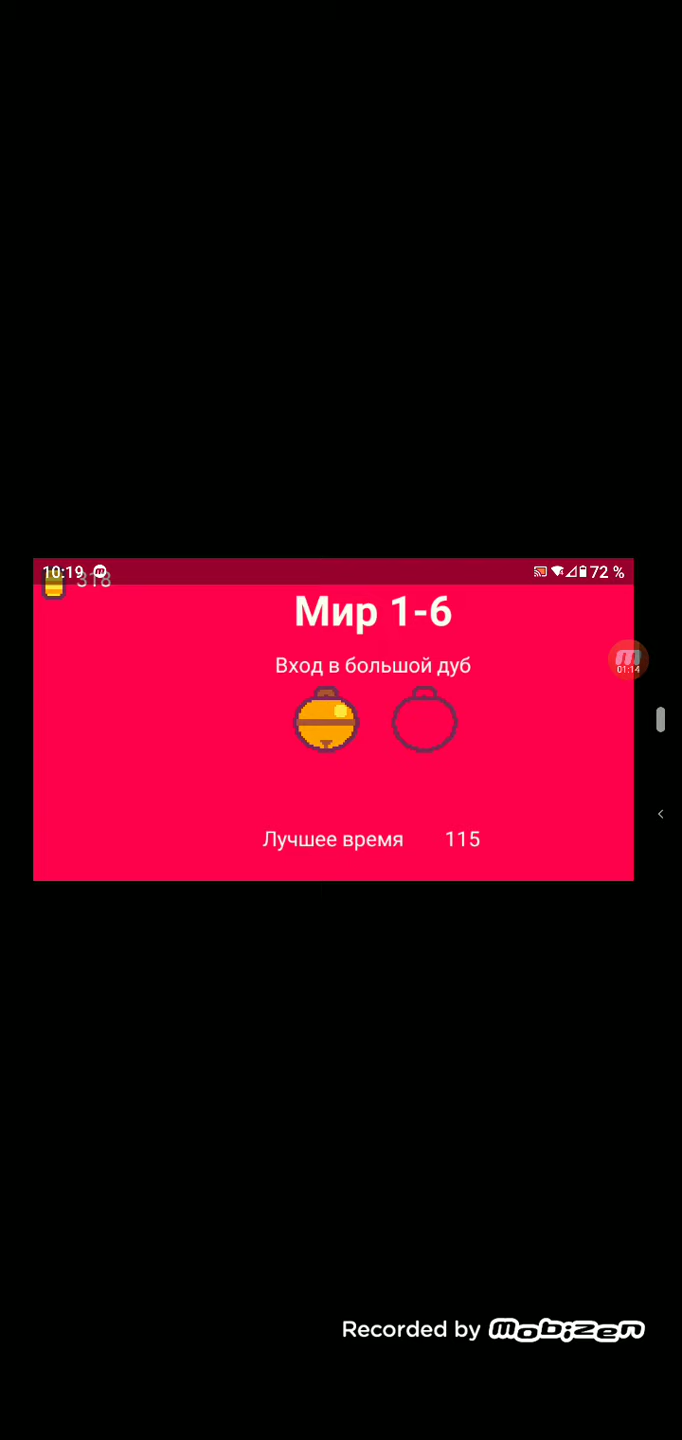 10:19
318
72 %
Мир 1-6
Вход в большой дуб
01:14
Лучшее время 115
Recorded by mobizen